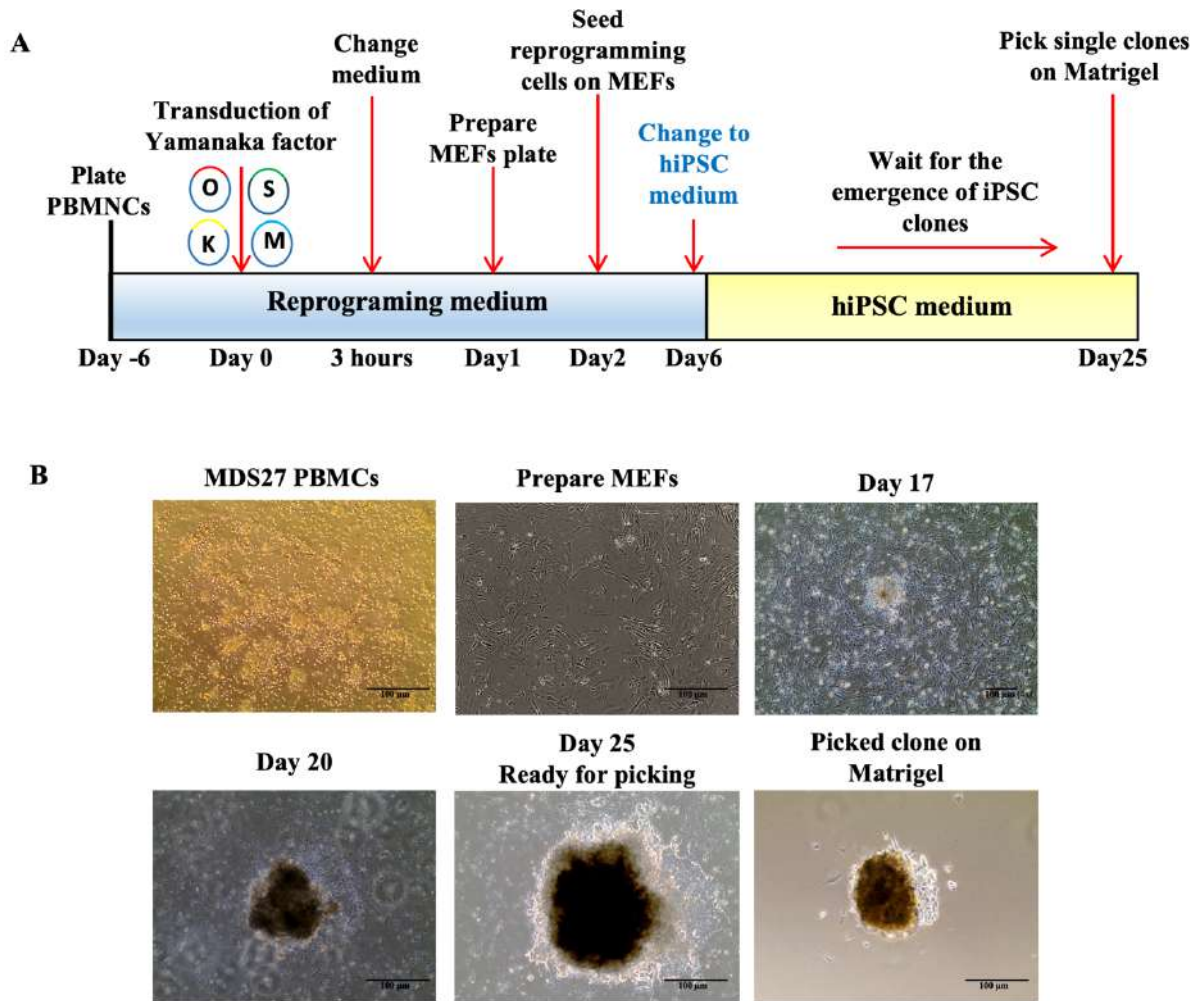 A
Plate
PBMNCs
Transduction of
Yamanaka factor
O
S
K
M
Change
medium
Prepare
MEFs plate
Seed
reprogramming
cells on MEFs
Change to
hiPSC
medium
Wait for the
emergence of iPSC
clones
Pick single clones
on Matrigel
Reprograming medium
hiPSC medium
Day -6
Day 0
3 hours
Day1
Day2
Day6
Day25
B
MDS27 PBMCs
Prepare MEFs
Day 17
100 µm
100 µm
100 µm
Day 20
Day 25
Ready for picking
Picked clone on
Matrigel
100 µm
100 µm
100 µm